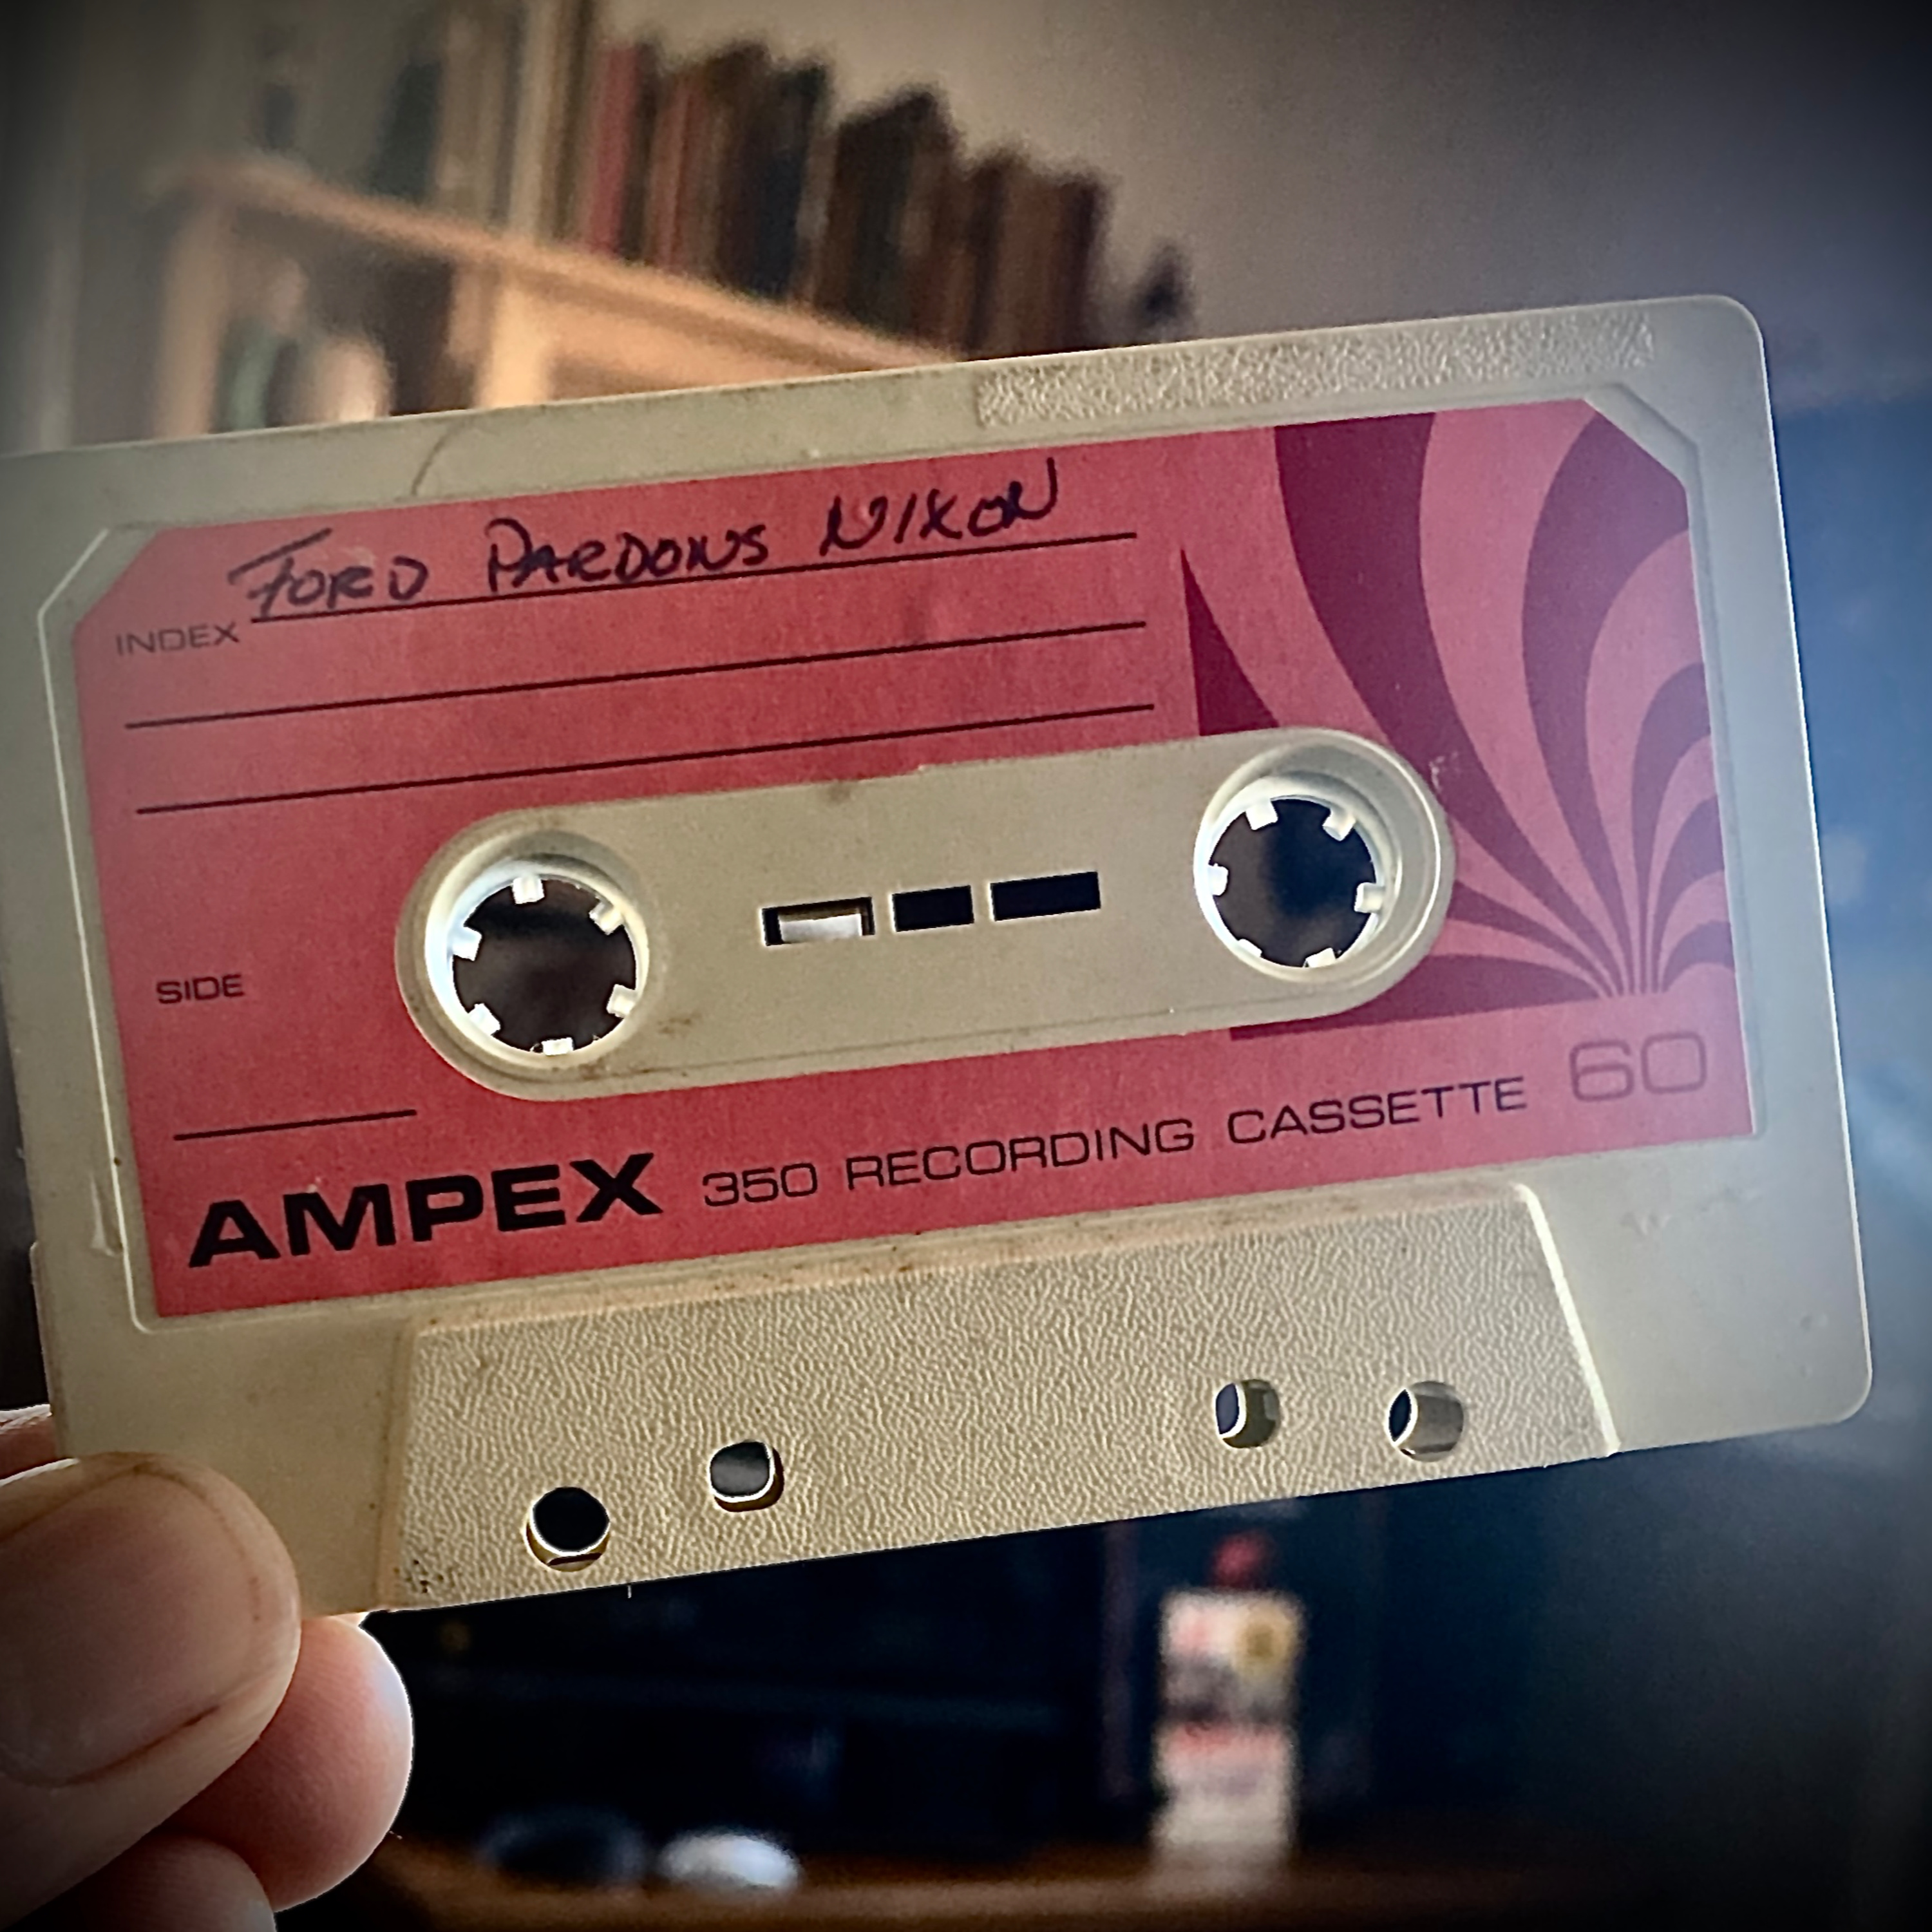 FORD PARDONS NIXON
INDEX
SIDE
AMPEX 350 RECORDING CASSETTE 60